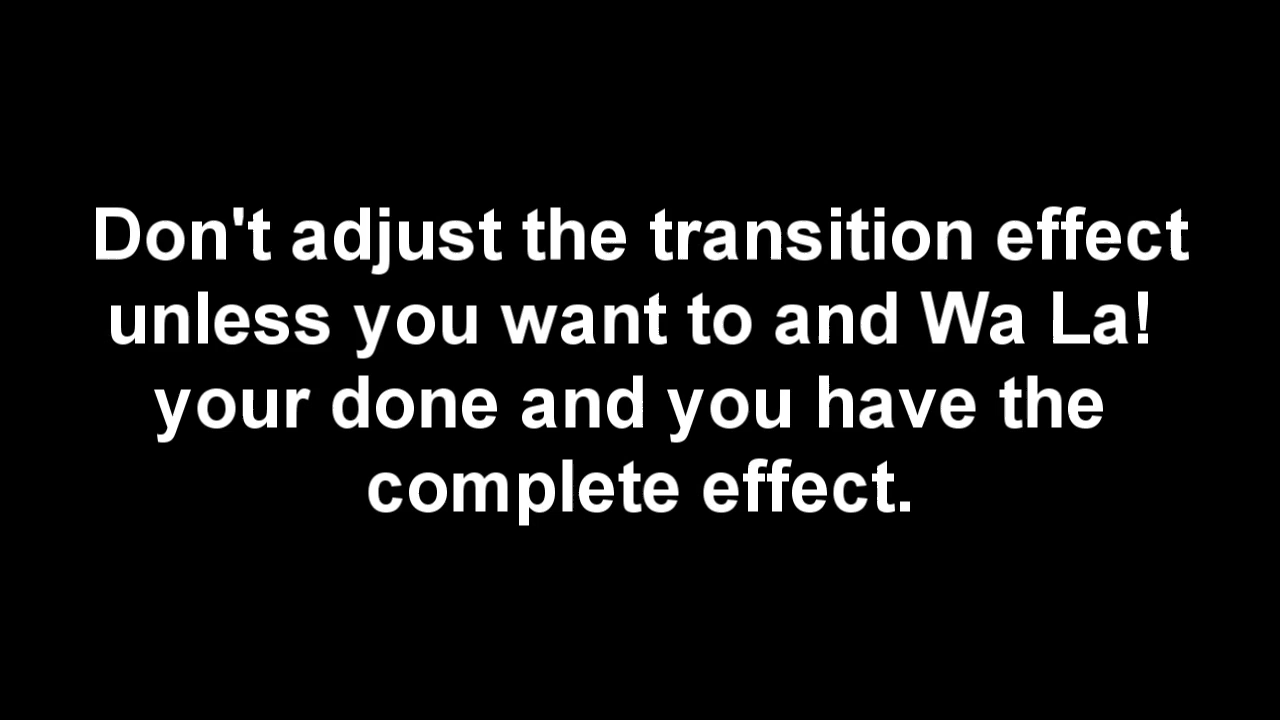 Don't adjust the transition effect
unless you want to and Wa La!
your done and you have the
complete effect.